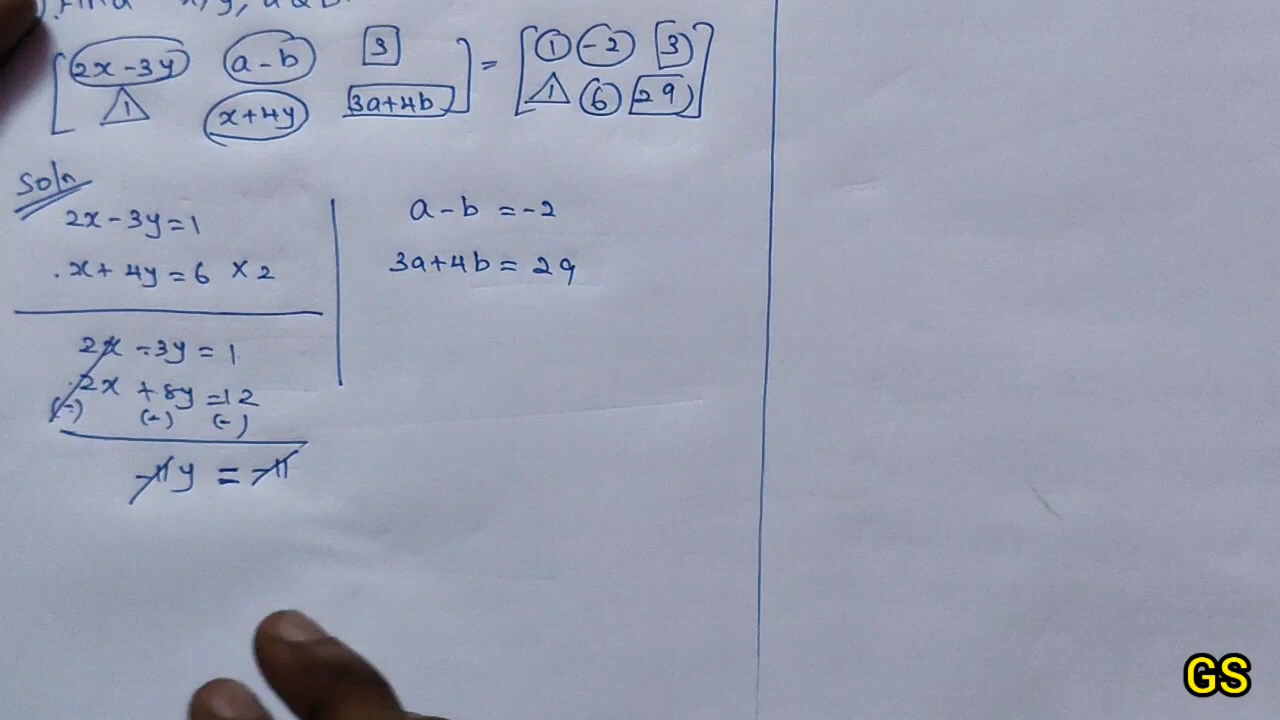 ). Find x, y, a & b.
[2x-3y a-b 3] = [1 -2 3]
[1 x+4y 3a+4b] [1 6 29]
Soln
2x-3y=1
x+4y=6 ×2
2x-3y=1
2x+8y=12
(-) (-) (-)
-11y = -11
a-b=-2
3a+4b=29
GS